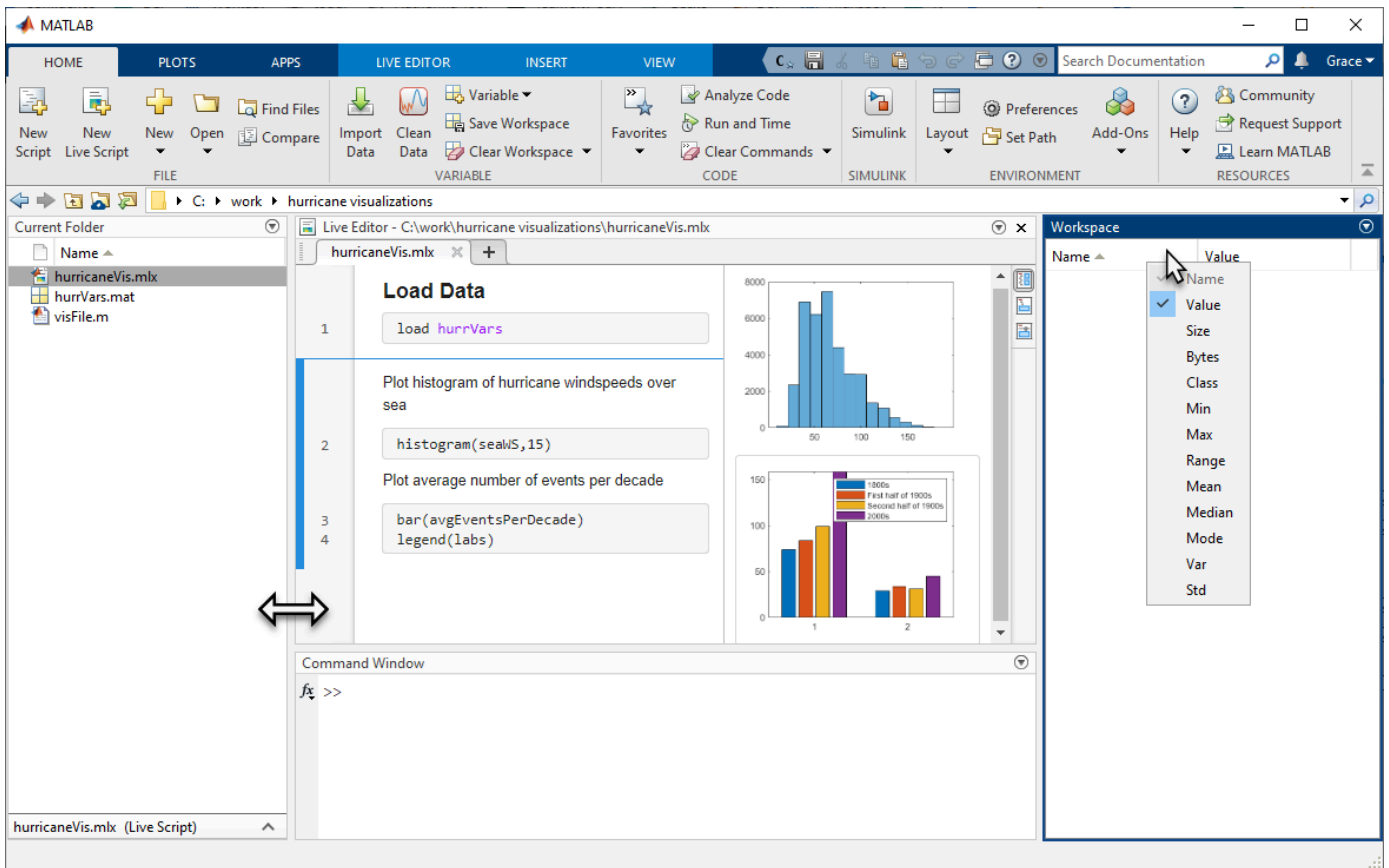 MATLAB
HOME PLOTS APPS LIVE EDITOR INSERT VIEW Search Documentation Grace
New Script
New Live Script
New
Open
Find Files
Compare
FILE
Import Data
Clean Data
Variable
Save Workspace
Clear Workspace
VARIABLE
Favorites
Analyze Code
Run and Time
Clear Commands
CODE
Simulink
SIMULINK
Layout
Preferences
Set Path
Add-Ons
ENVIRONMENT
Help
Community
Request Support
Learn MATLAB
RESOURCES
C: work hurricane visualizations
Current Folder
Name
hurricaneVis.mlx
hurrVars.mat
visFile.m
hurricaneVis.mlx (Live Script)
Live Editor - C:\work\hurricane visualizations\hurricaneVis.mlx
hurricaneVis.mlx +
Load Data
1 load hurrVars
Plot histogram of hurricane windspeeds over
sea
2 histogram(seaWS,15)
Plot average number of events per decade
3 bar(avgEventsPerDecade)
4 legend(labs)
8000
6000
4000
2000
0
50 100 150
150
100
50
0
1 2
1800s
First half of 1900s
Second half of 1900s
2000s
Command Window
fx >>
Workspace
Name Value
Name
Value
Size
Bytes
Class
Min
Max
Range
Mean
Median
Mode
Var
Std